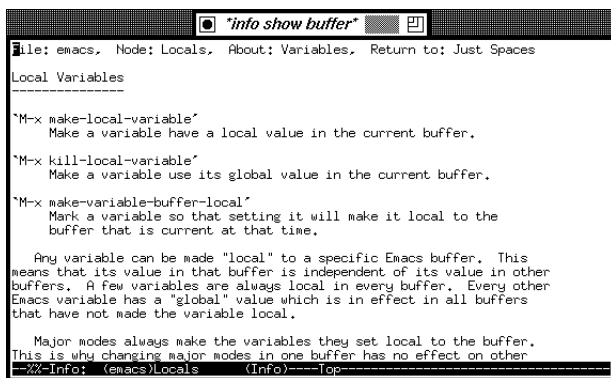 *info show buffer*
File: emacs, Node: Locals, About: Variables, Return to: Just Spaces
Local Variables
---------------
`M-x make-local-variable´
Make a variable have a local value in the current buffer.
`M-x kill-local-variable´
Make a variable use its global value in the current buffer.
`M-x make-variable-buffer-local´
Mark a variable so that setting it will make it local to the
buffer that is current at that time.
Any variable can be made "local" to a specific Emacs buffer. This
means that its value in that buffer is independent of its value in other
buffers. A few variables are always local in every buffer. Every other
Emacs variable has a "global" value which is in effect in all buffers
that have not made the variable local.
Major modes always make the variables they set local to the buffer.
This is why changing major modes in one buffer has no effect on other
--%%-Info: (emacs)Locals (Info)----Top--------------------------------------